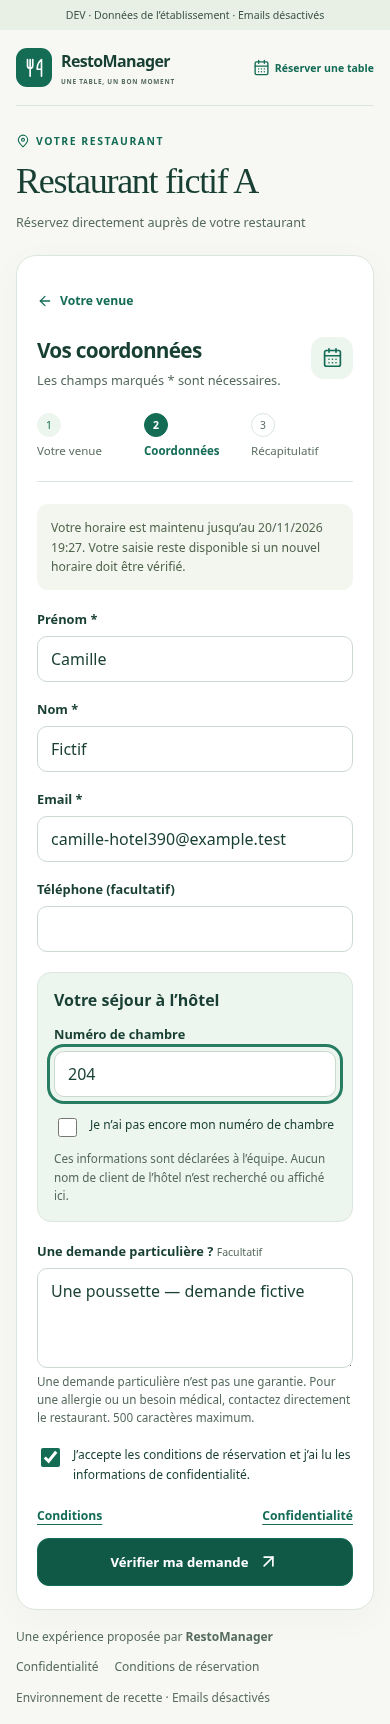 DEV · Données de l’établissement · Emails désactivés
RestoManager
UNE TABLE, UN BON MOMENT
Réserver une table
VOTRE RESTAURANT
Restaurant fictif A
Réservez directement auprès de votre restaurant
Votre venue
Vos coordonnées
Les champs marqués * sont nécessaires.
1
2
3
Votre venue
Coordonnées
Récapitulatif
Votre horaire est maintenu jusqu’au 20/11/2026
19:27. Votre saisie reste disponible si un nouvel
horaire doit être vérifié.
Prénom *
Camille
Nom *
Fictif
Email *
camille-hotel390@example.test
Téléphone (facultatif)
Votre séjour à l’hôtel
Numéro de chambre
204
Je n’ai pas encore mon numéro de chambre
Ces informations sont déclarées à l’équipe. Aucun
nom de client de l’hôtel n’est recherché ou affiché
ici.
Une demande particulière ? Facultatif
Une poussette — demande fictive
Une demande particulière n’est pas une garantie. Pour
une allergie ou un besoin médical, contactez directement
le restaurant. 500 caractères maximum.
J’accepte les conditions de réservation et j’ai lu les
informations de confidentialité.
Conditions
Confidentialité
Vérifier ma demande
Une expérience proposée par RestoManager
Confidentialité
Conditions de réservation
Environnement de recette · Emails désactivés